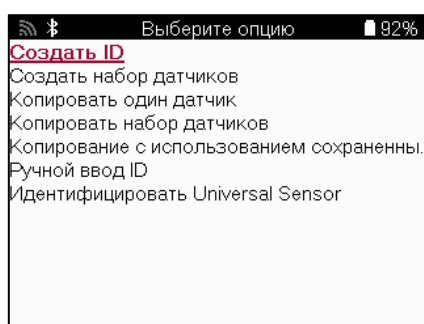 Выберите опцию 92%
Создать ID
Создать набор датчиков
Копировать один датчик
Копировать набор датчиков
Копирование с использованием сохраненны.
Ручной ввод ID
Идентифицировать Universal Sensor